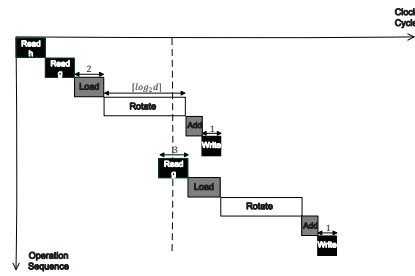 Clock
Cycle
Read
h
Read
g
2
Load
⌈log₂d⌉
Rotate
Add
1
Write
3
Read
g
Load
Rotate
Add
1
Write
Operation
Sequence